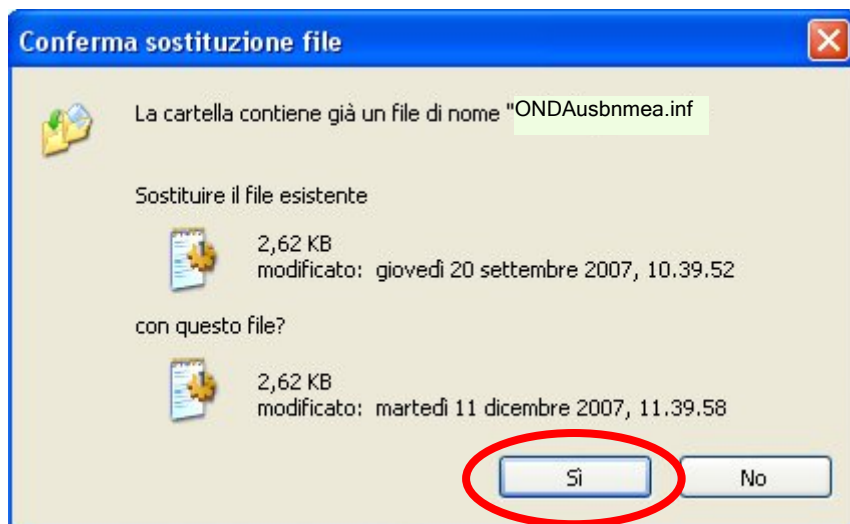 Conferma sostituzione file
La cartella contiene già un file di nome "ONDAusbnmea.inf
Sostituire il file esistente
2,62 KB
modificato: giovedì 20 settembre 2007, 10.39.52
con questo file?
2,62 KB
modificato: martedì 11 dicembre 2007, 11.39.58
Sì No